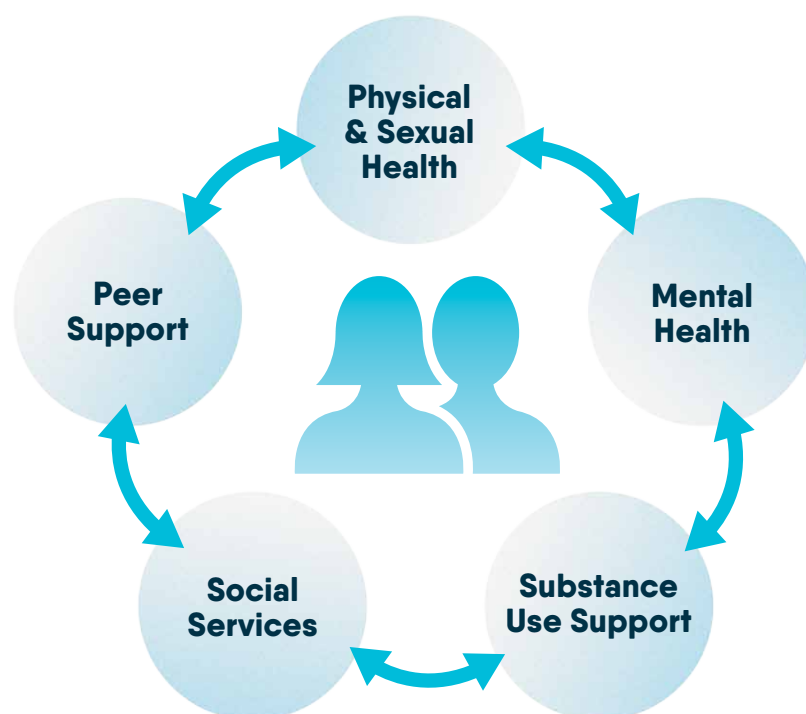 Physical
& Sexual
Health
Mental
Health
Substance
Use Support
Social
Services
Peer
Support